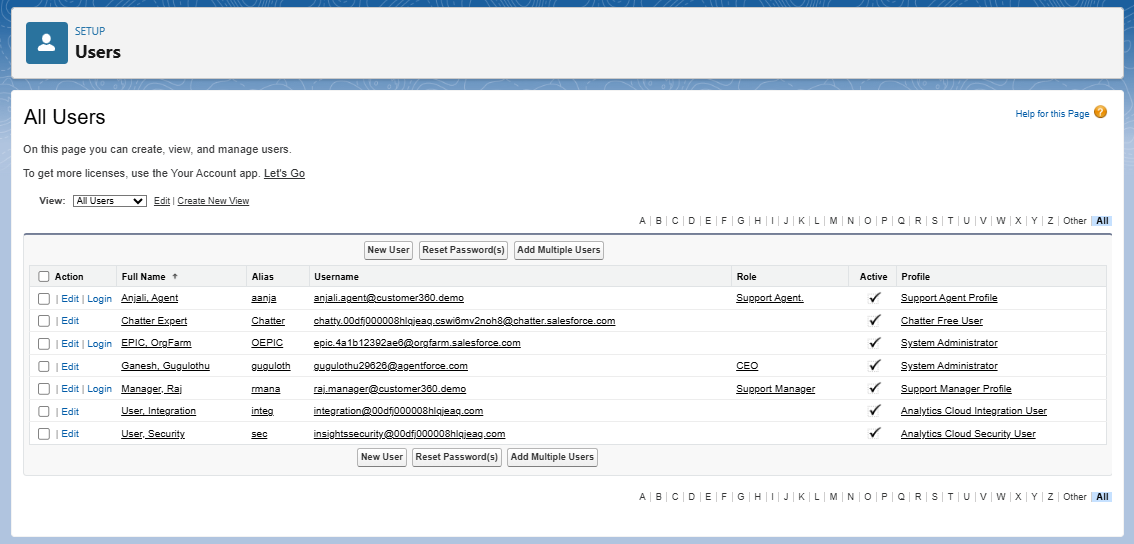 SETUP
Users
All Users
Help for this Page ?
On this page you can create, view, and manage users.
To get more licenses, use the Your Account app. Let's Go
View: All Users Edit | Create New View
A | B | C | D | E | F | G | H | I | J | K | L | M | N | O | P | Q | R | S | T | U | V | W | X | Y | Z | Other All
New User Reset Password(s) Add Multiple Users
Action Full Name ↑ Alias Username Role Active Profile
| Edit | Login Anjali, Agent aanja anjali.agent@customer360.demo Support Agent. ✓ Support Agent Profile
| Edit Chatter Expert Chatter chatty.00dfj000008hlqjeaq.cswi6mv2noh8@chatter.salesforce.com ✓ Chatter Free User
| Edit | Login EPIC, OrgFarm OEPIC epic.4a1b12392ae6@orgfarm.salesforce.com ✓ System Administrator
| Edit Ganesh, Gugulothu guguloth gugulothu29626@agentforce.com CEO ✓ System Administrator
| Edit | Login Manager, Raj rmana raj.manager@customer360.demo Support Manager ✓ Support Manager Profile
| Edit User, Integration integ integration@00dfj000008hlqjeaq.com ✓ Analytics Cloud Integration User
| Edit User, Security sec insightssecurity@00dfj000008hlqjeaq.com ✓ Analytics Cloud Security User
New User Reset Password(s) Add Multiple Users
A | B | C | D | E | F | G | H | I | J | K | L | M | N | O | P | Q | R | S | T | U | V | W | X | Y | Z | Other All